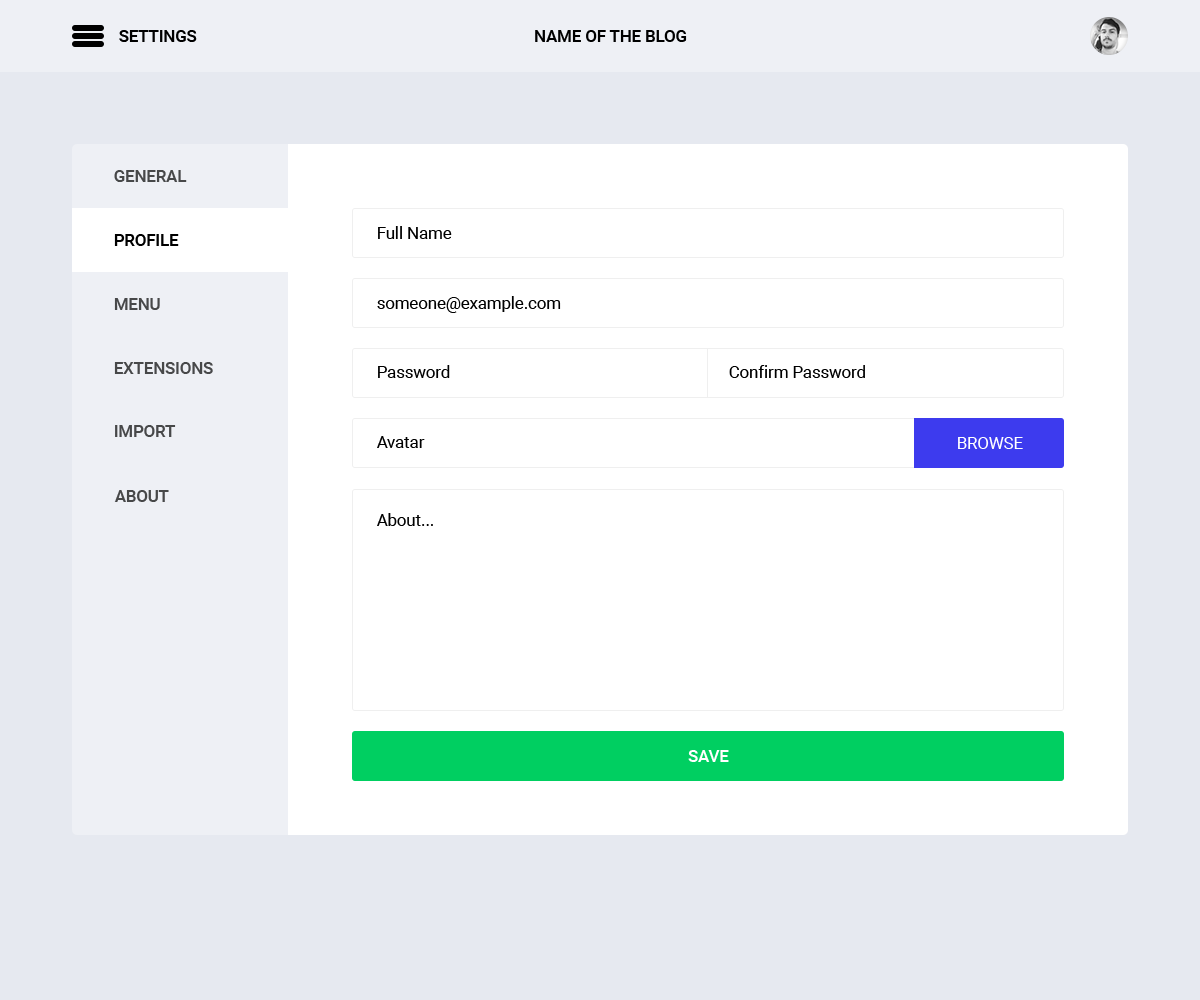 SETTINGS
NAME OF THE BLOG
GENERAL
PROFILE
MENU
EXTENSIONS
IMPORT
ABOUT
Full Name
someone@example.com
Password
Confirm Password
Avatar
BROWSE
About...
SAVE